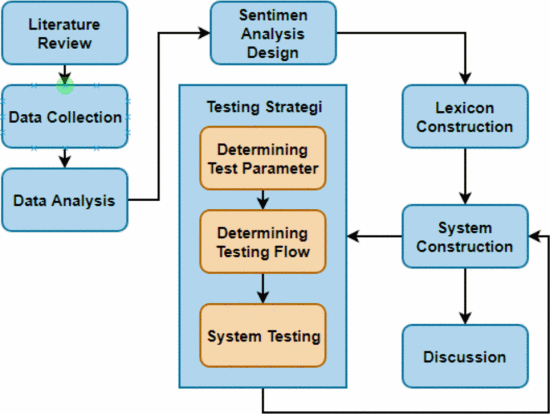 Literature
Review
Data Collection
Data Analysis
Sentimen
Analysis
Design
Lexicon
Construction
System
Construction
Discussion
Testing Strategi
Determining
Test Parameter
Determining
Testing Flow
System Testing